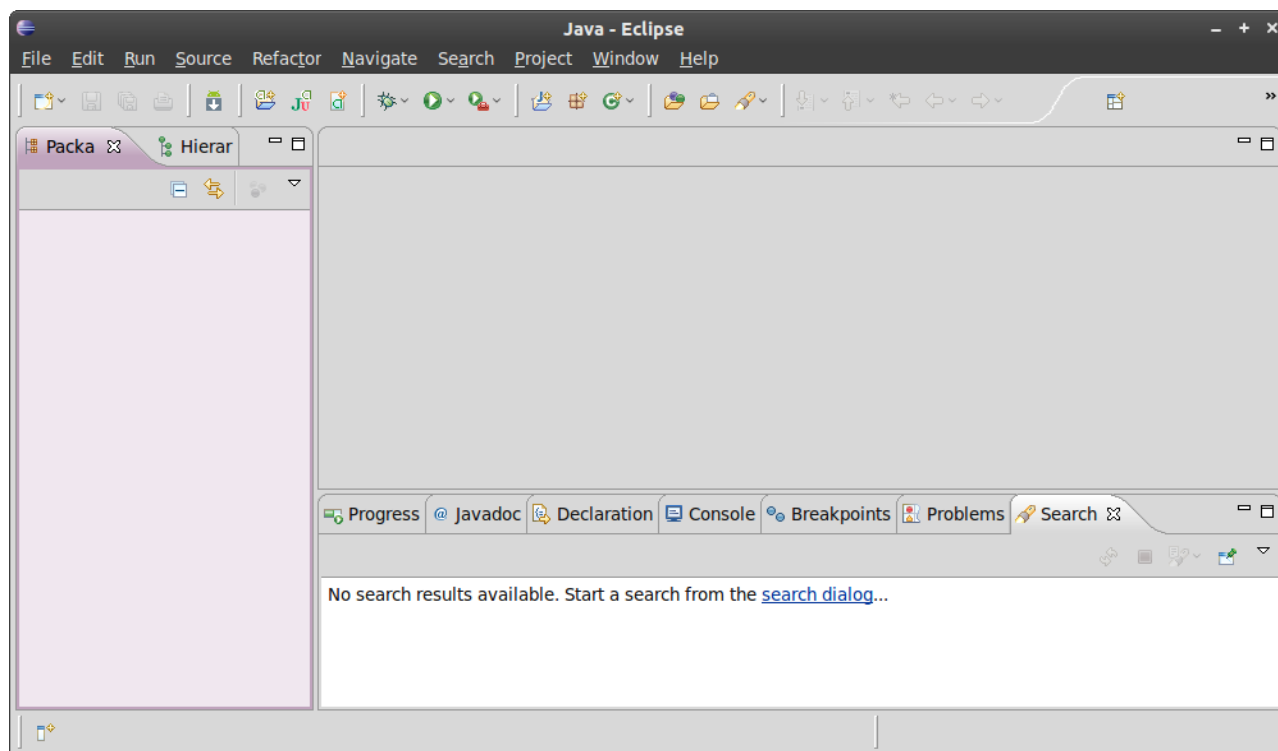 Java - Eclipse
File Edit Run Source Refactor Navigate Search Project Window Help
Packa Hierar
Progress @ Javadoc Declaration Console Breakpoints Problems Search
No search results available. Start a search from the search dialog...